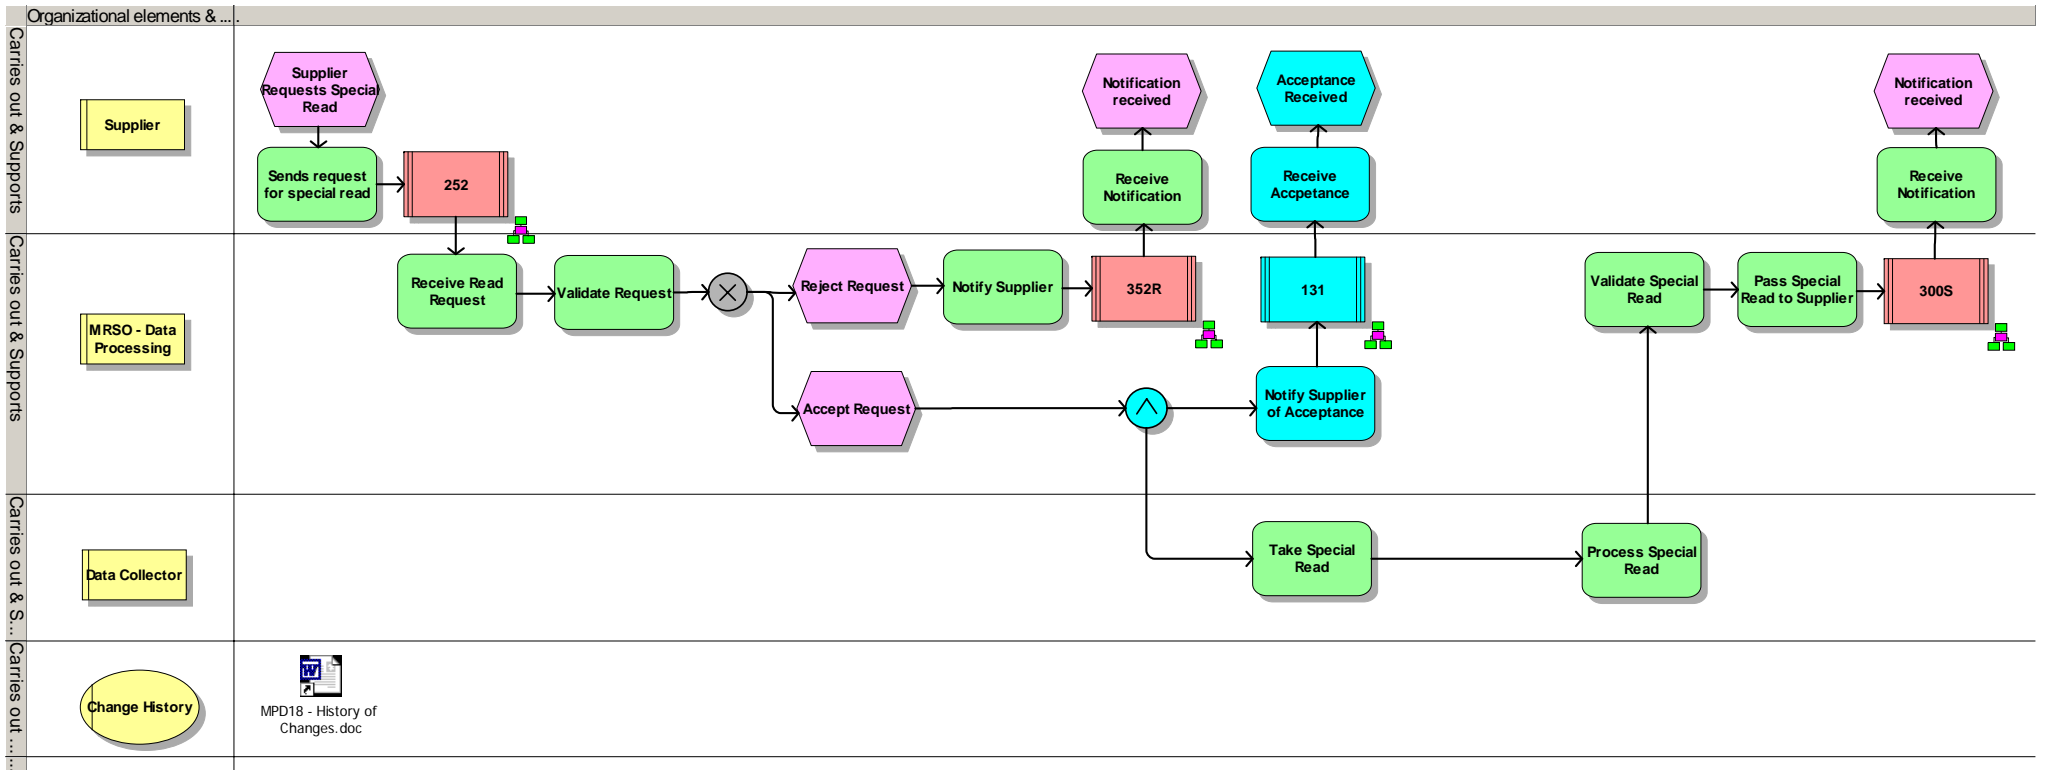 Organizational elements & ... .
Carries out & Supports
Supplier
Supplier
Requests Special
Read
Sends request
for special read
252
Notification
received
Receive
Notification
Acceptance
Received
Receive
Accpetance
Notification
received
Receive
Notification
Carries out & Supports
MRSO - Data
Processing
Receive Read
Request
Validate Request
Reject Request
Notify Supplier
352R
131
Validate Special
Read
Pass Special
Read to Supplier
300S
Accept Request
Notify Supplier
of Acceptance
Carries out & S...
Data Collector
Take Special
Read
Process Special
Read
Carries out ...
Change History
W
MPD18 - History of
Changes.doc
...